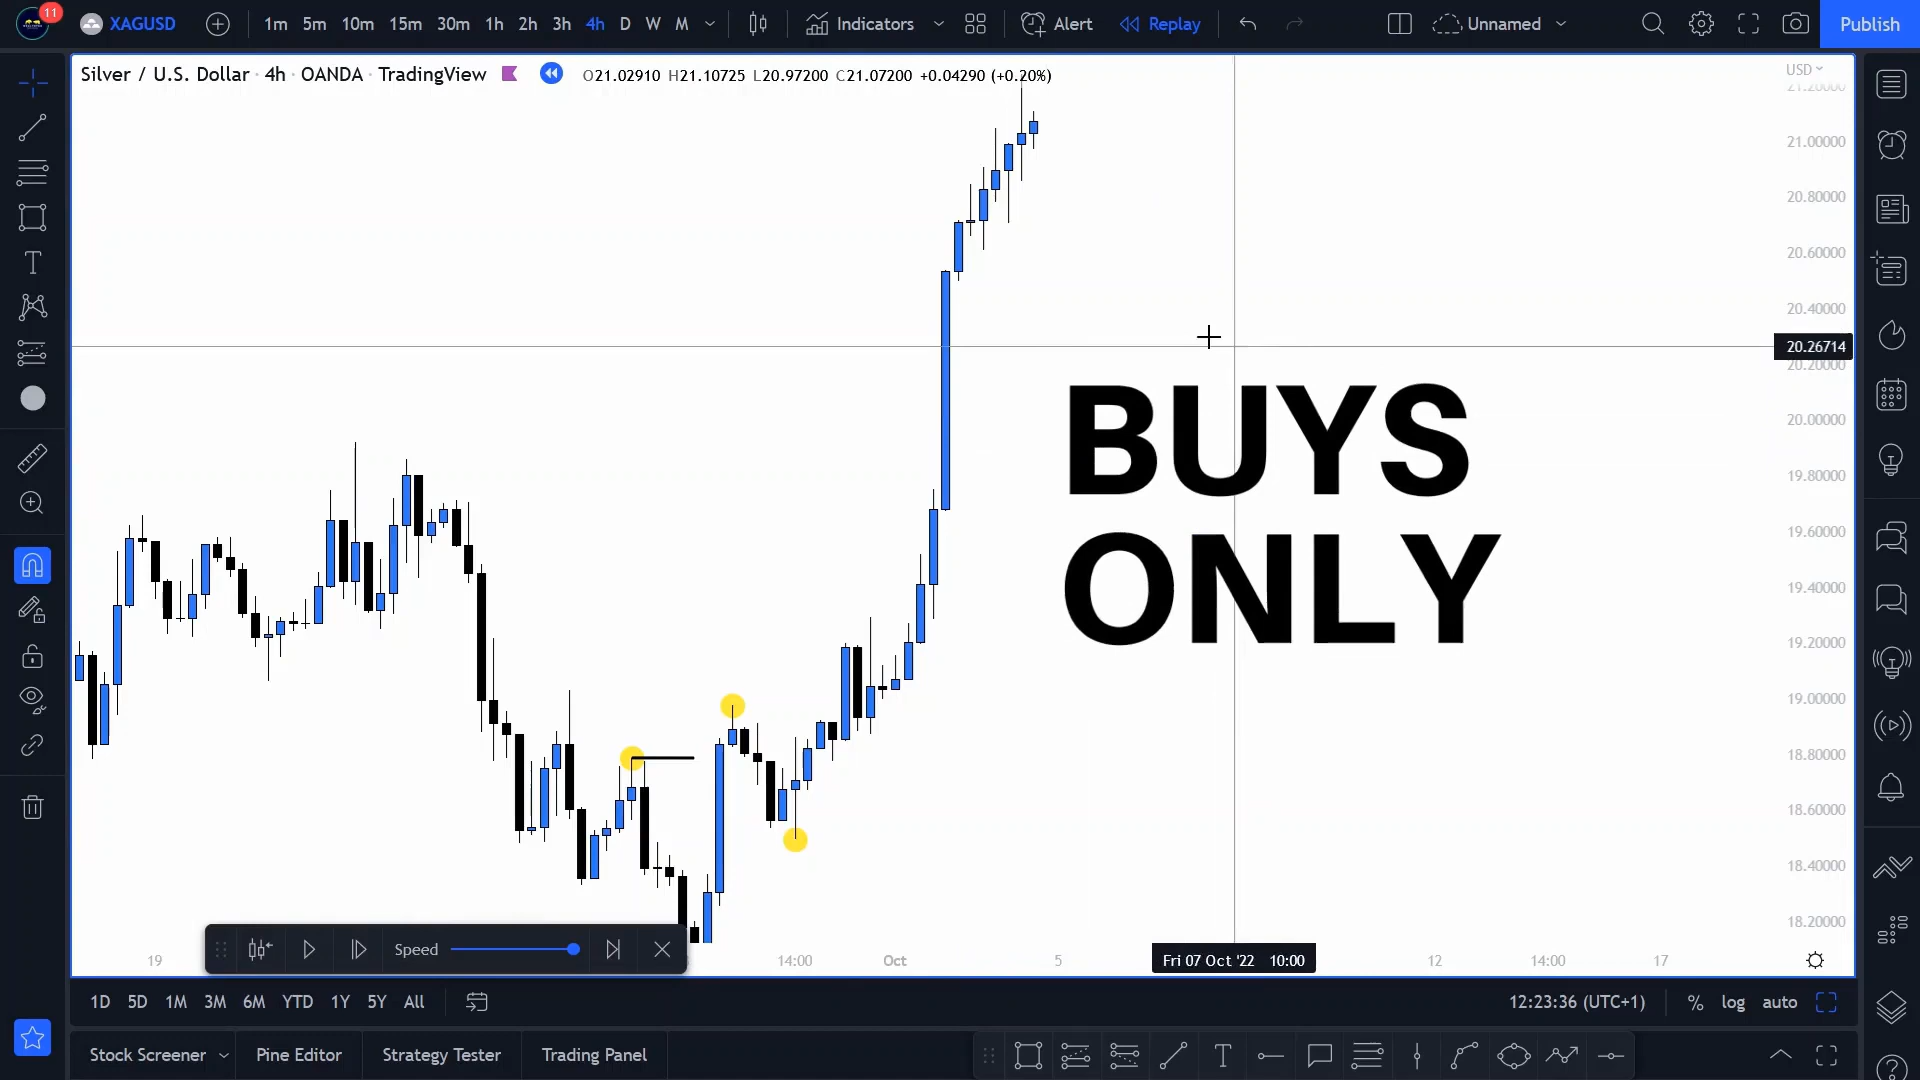 11
XAGUSD
1m 5m 10m 15m 30m 1h 2h 3h 4h D W M
Indicators
Alert
Replay
Unnamed
Publish
Silver / U.S. Dollar · 4h · OANDA · TradingView
O21.02910 H21.10725 L20.97200 C21.07200 +0.04290 (+0.20%)
USD
21.20000
21.00000
20.80000
20.60000
20.40000
20.26714
20.20000
20.00000
19.80000
19.60000
19.40000
19.20000
19.00000
18.80000
18.60000
18.40000
18.20000
BUYS
ONLY
Speed
19
14:00
Oct
5
Fri 07 Oct '22 10:00
12
14:00
17
1D 5D 1M 3M 6M YTD 1Y 5Y All
12:23:36 (UTC+1)
% log auto
Stock Screener
Pine Editor
Strategy Tester
Trading Panel